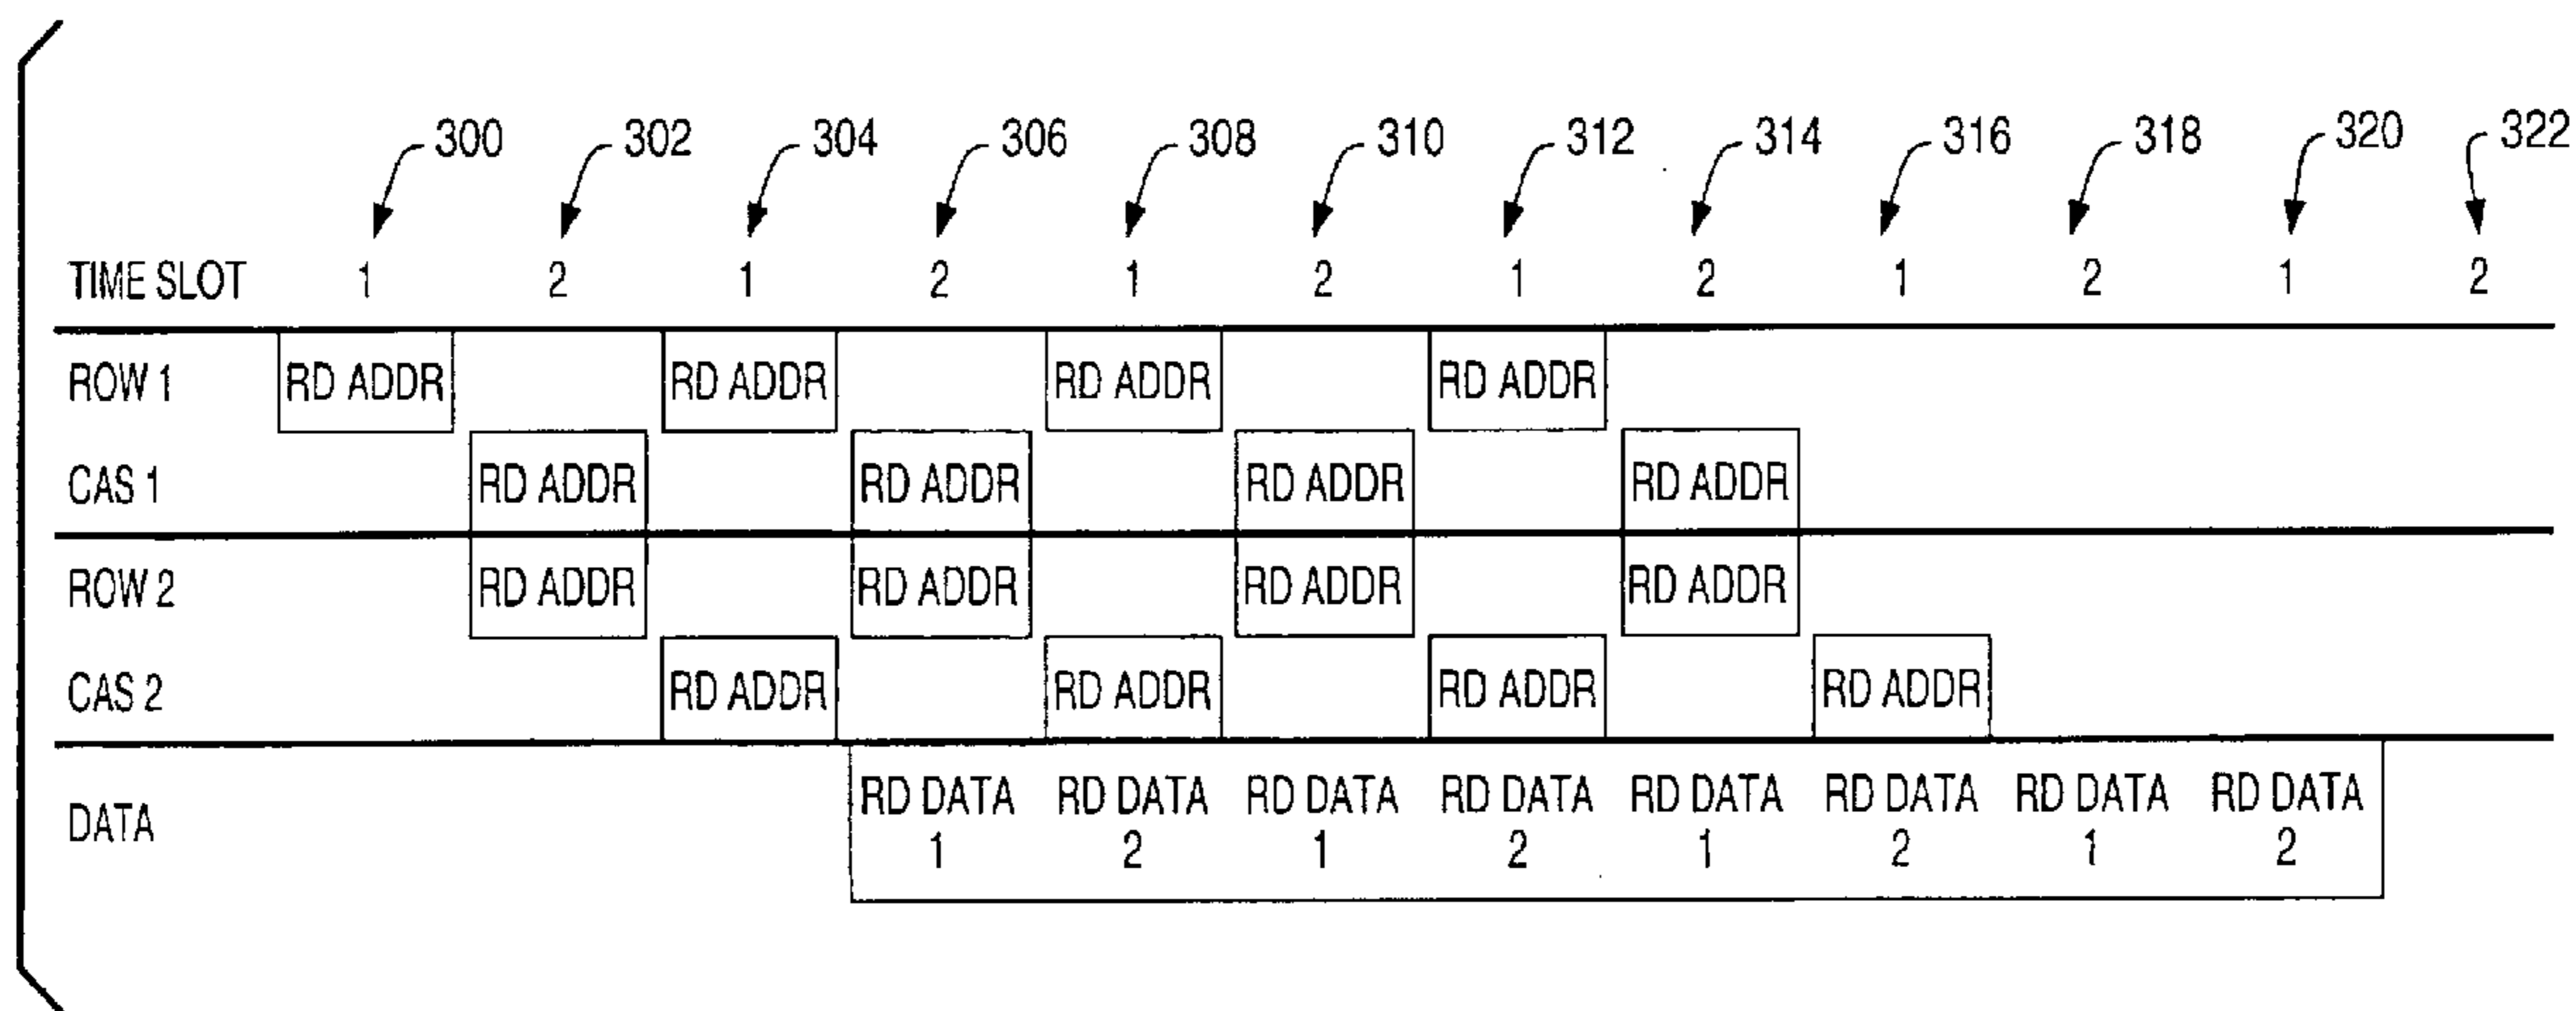 300 302 304 306 308 310 312 314 316 318 320 322
TIME SLOT 1 2 1 2 1 2 1 2 1 2 1 2
ROW 1 RD ADDR RD ADDR RD ADDR RD ADDR
CAS 1 RD ADDR RD ADDR RD ADDR RD ADDR
ROW 2 RD ADDR RD ADDR RD ADDR RD ADDR
CAS 2 RD ADDR RD ADDR RD ADDR RD ADDR
DATA RD DATA RD DATA RD DATA RD DATA RD DATA RD DATA RD DATA RD DATA
1 2 1 2 1 2 1 2